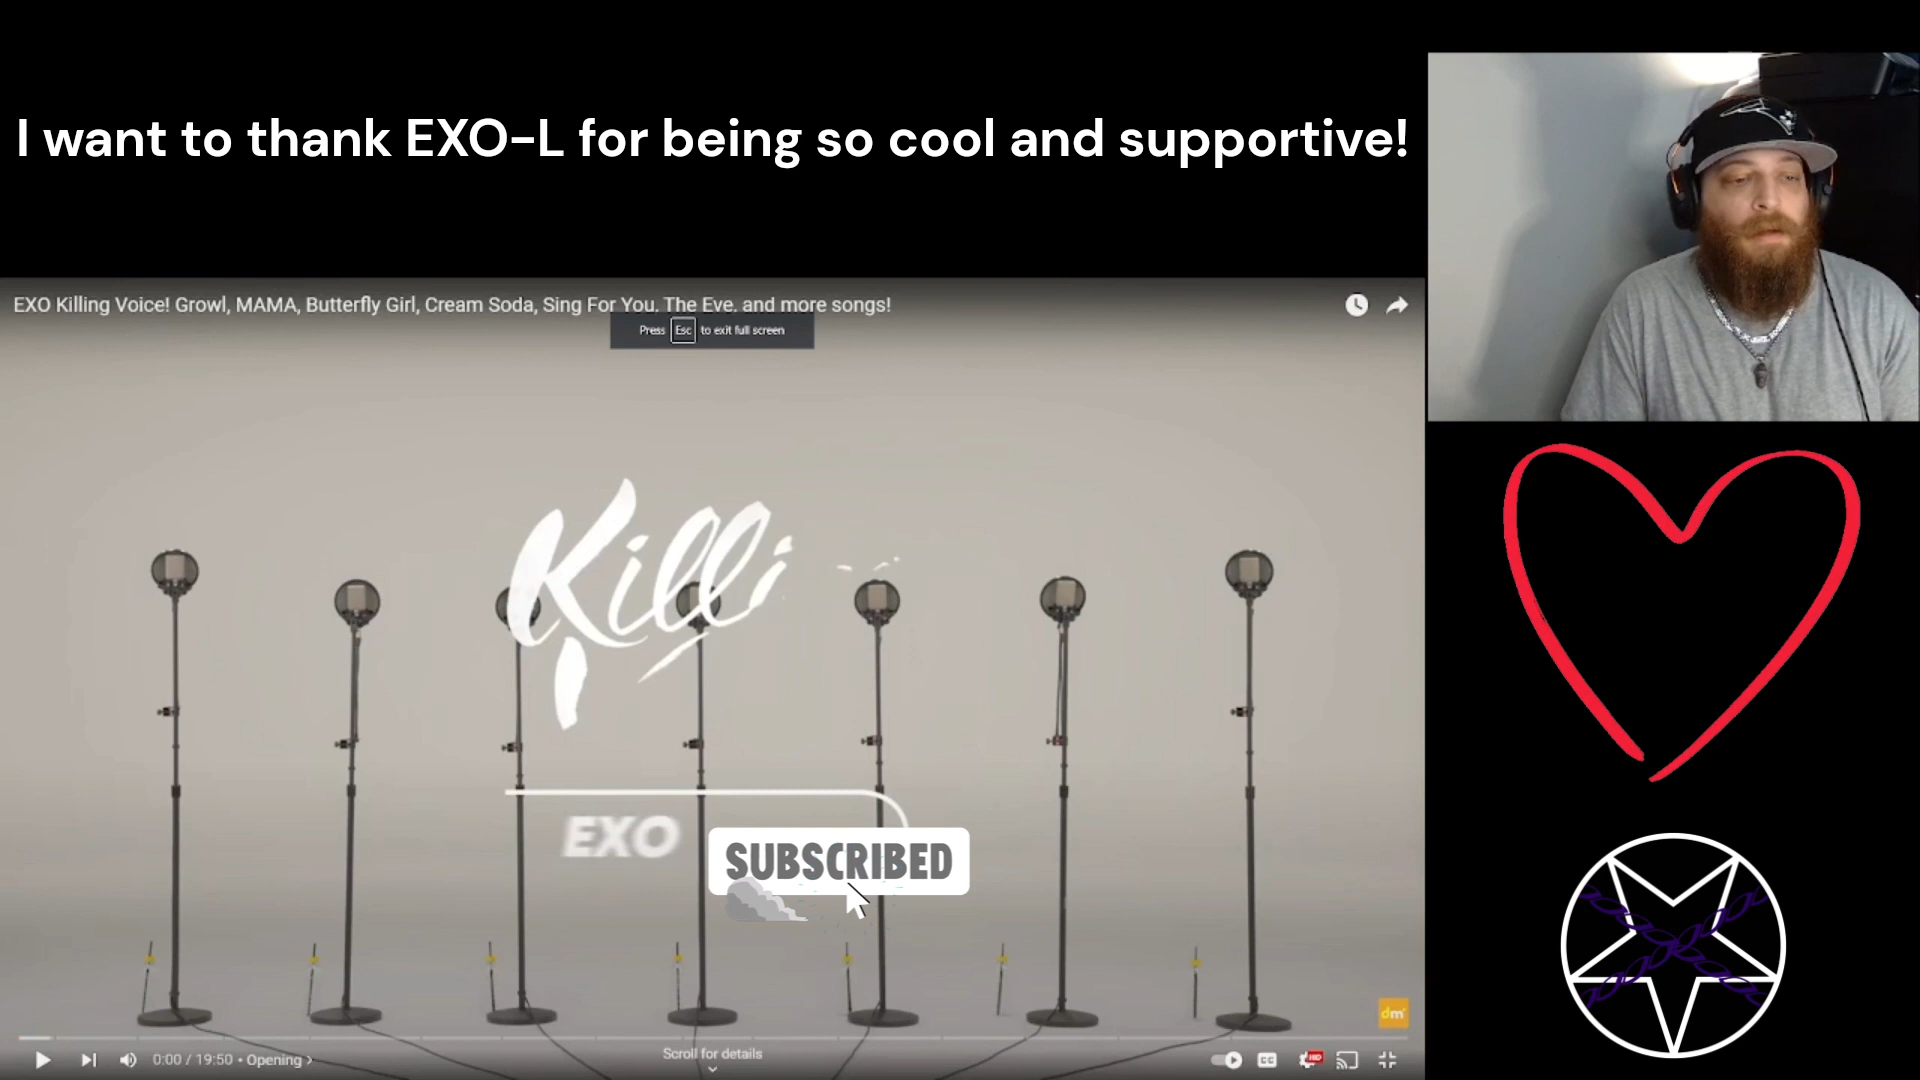 I want to thank EXO-L for being so cool and supportive!
EXO Killing Voice! Growl, MAMA, Butterfly Girl, Cream Soda, Sing For You. The Eve. and more songs!
Press Esc to exit full screen
Killi
EXO
SUBSCRIBED
dm
0:00 / 19:50 • Opening ›
Scroll for details
CC
HD